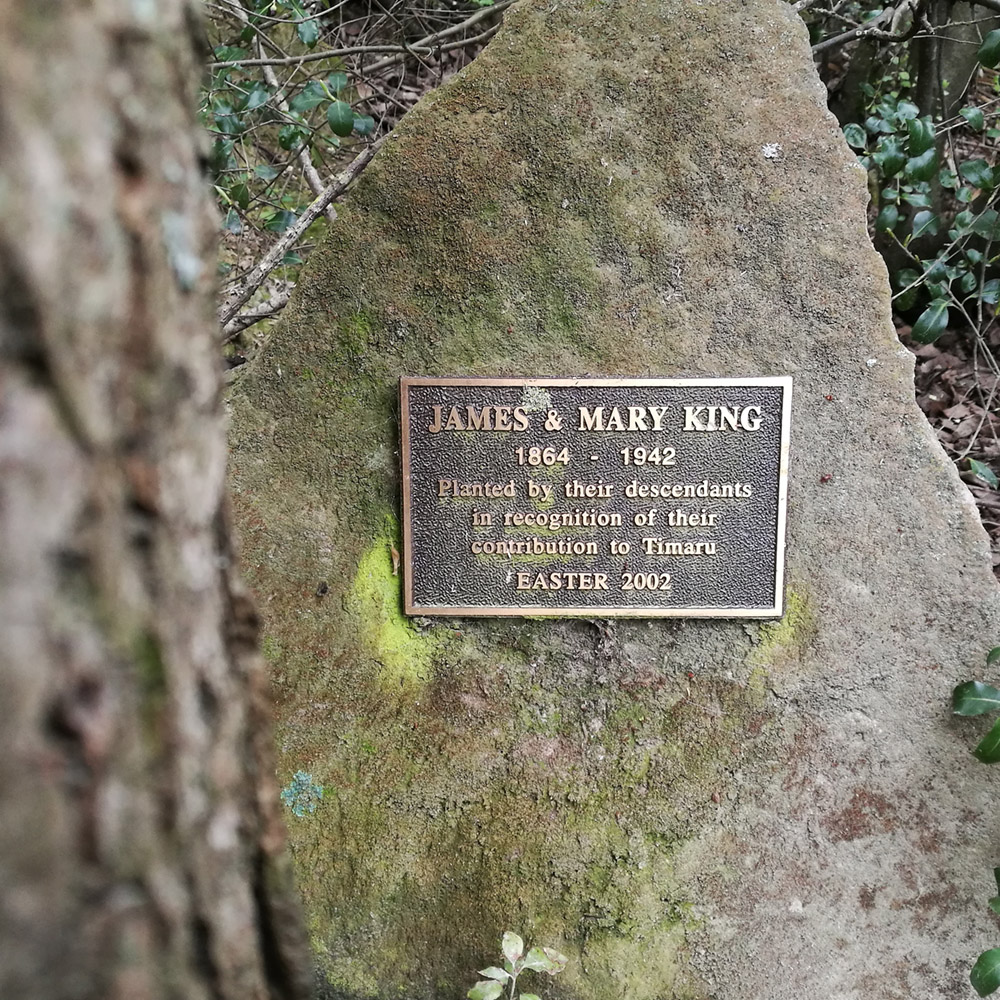 JAMES & MARY KING
1864 - 1942
Planted by their descendants
in recognition of their
contribution to Timaru
EASTER 2002